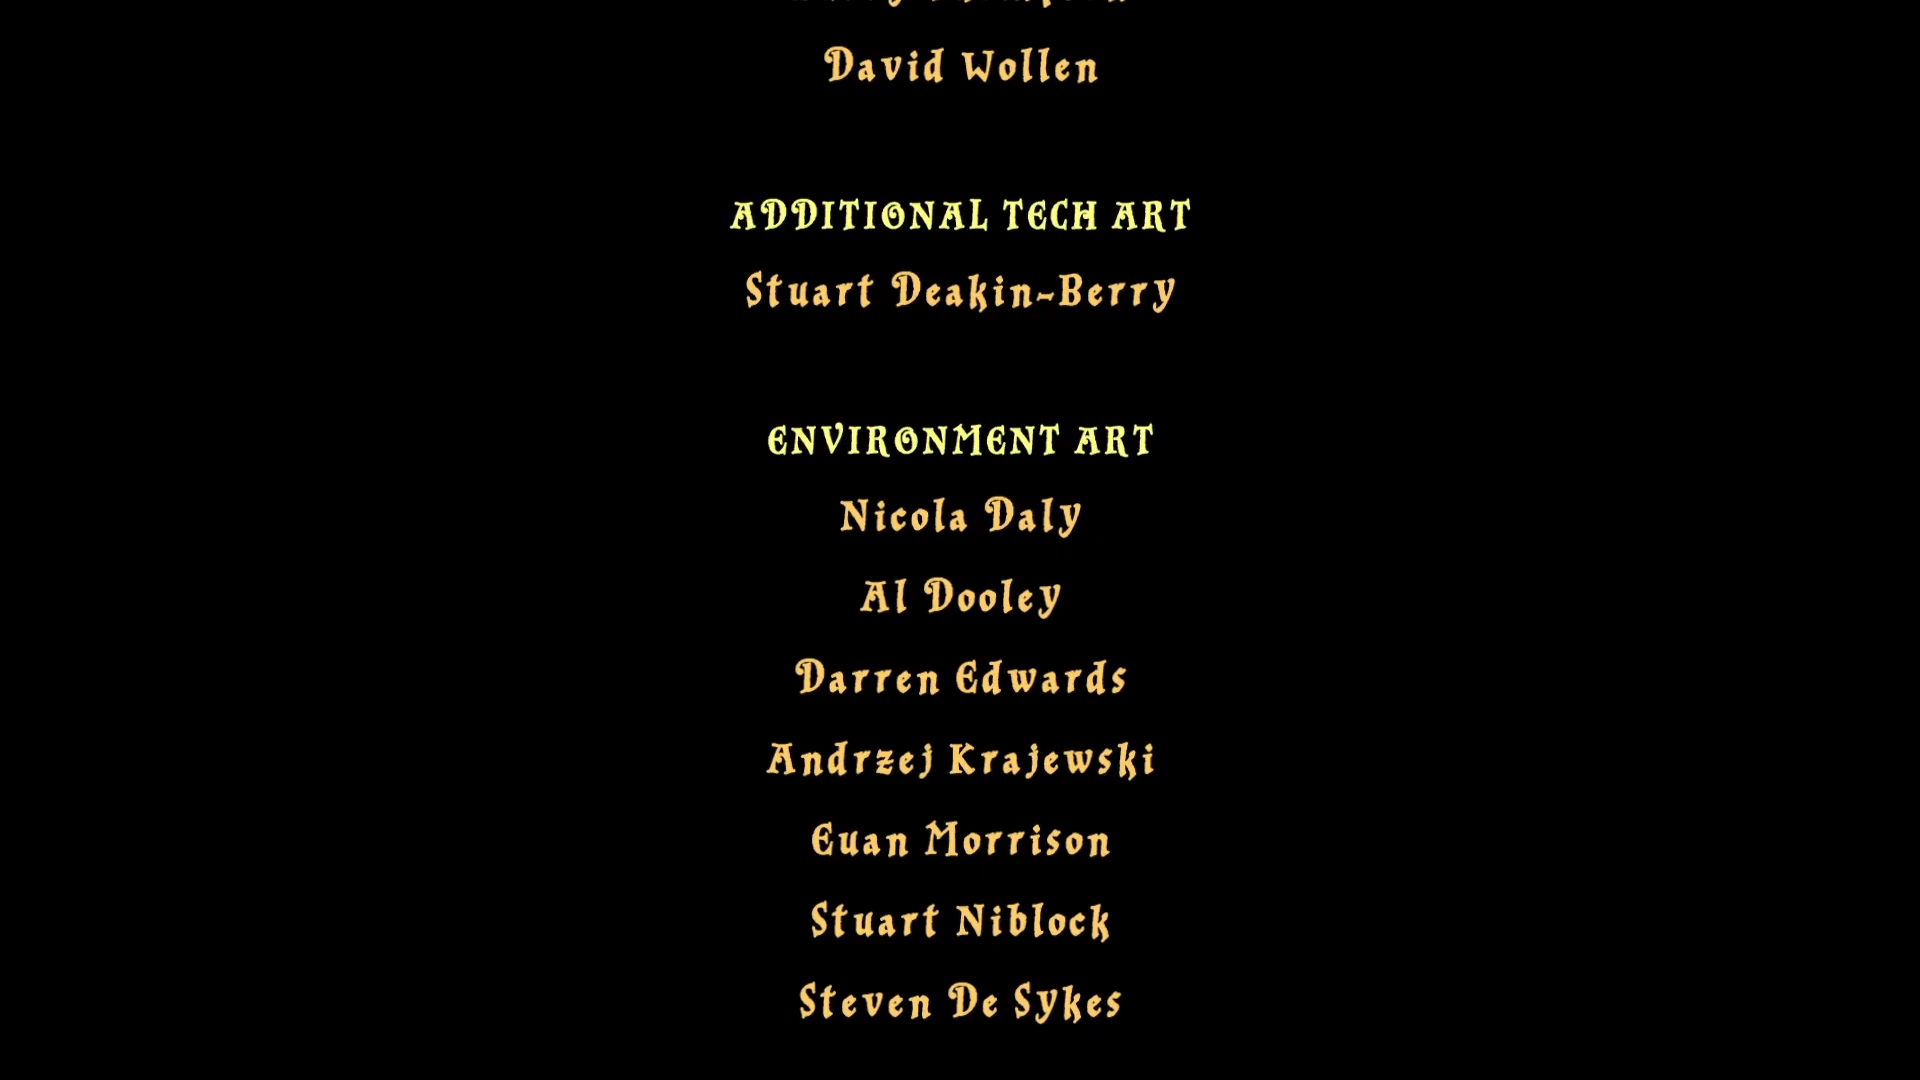 David Wollen
ADDITIONAL TECH ART
Stuart Deakin-Berry
ENVIRONMENT ART
Nicola Daly
Al Dooley
Darren Edwards
Andrzej Krajewski
Euan Morrison
Stuart Niblock
Steven De Sykes